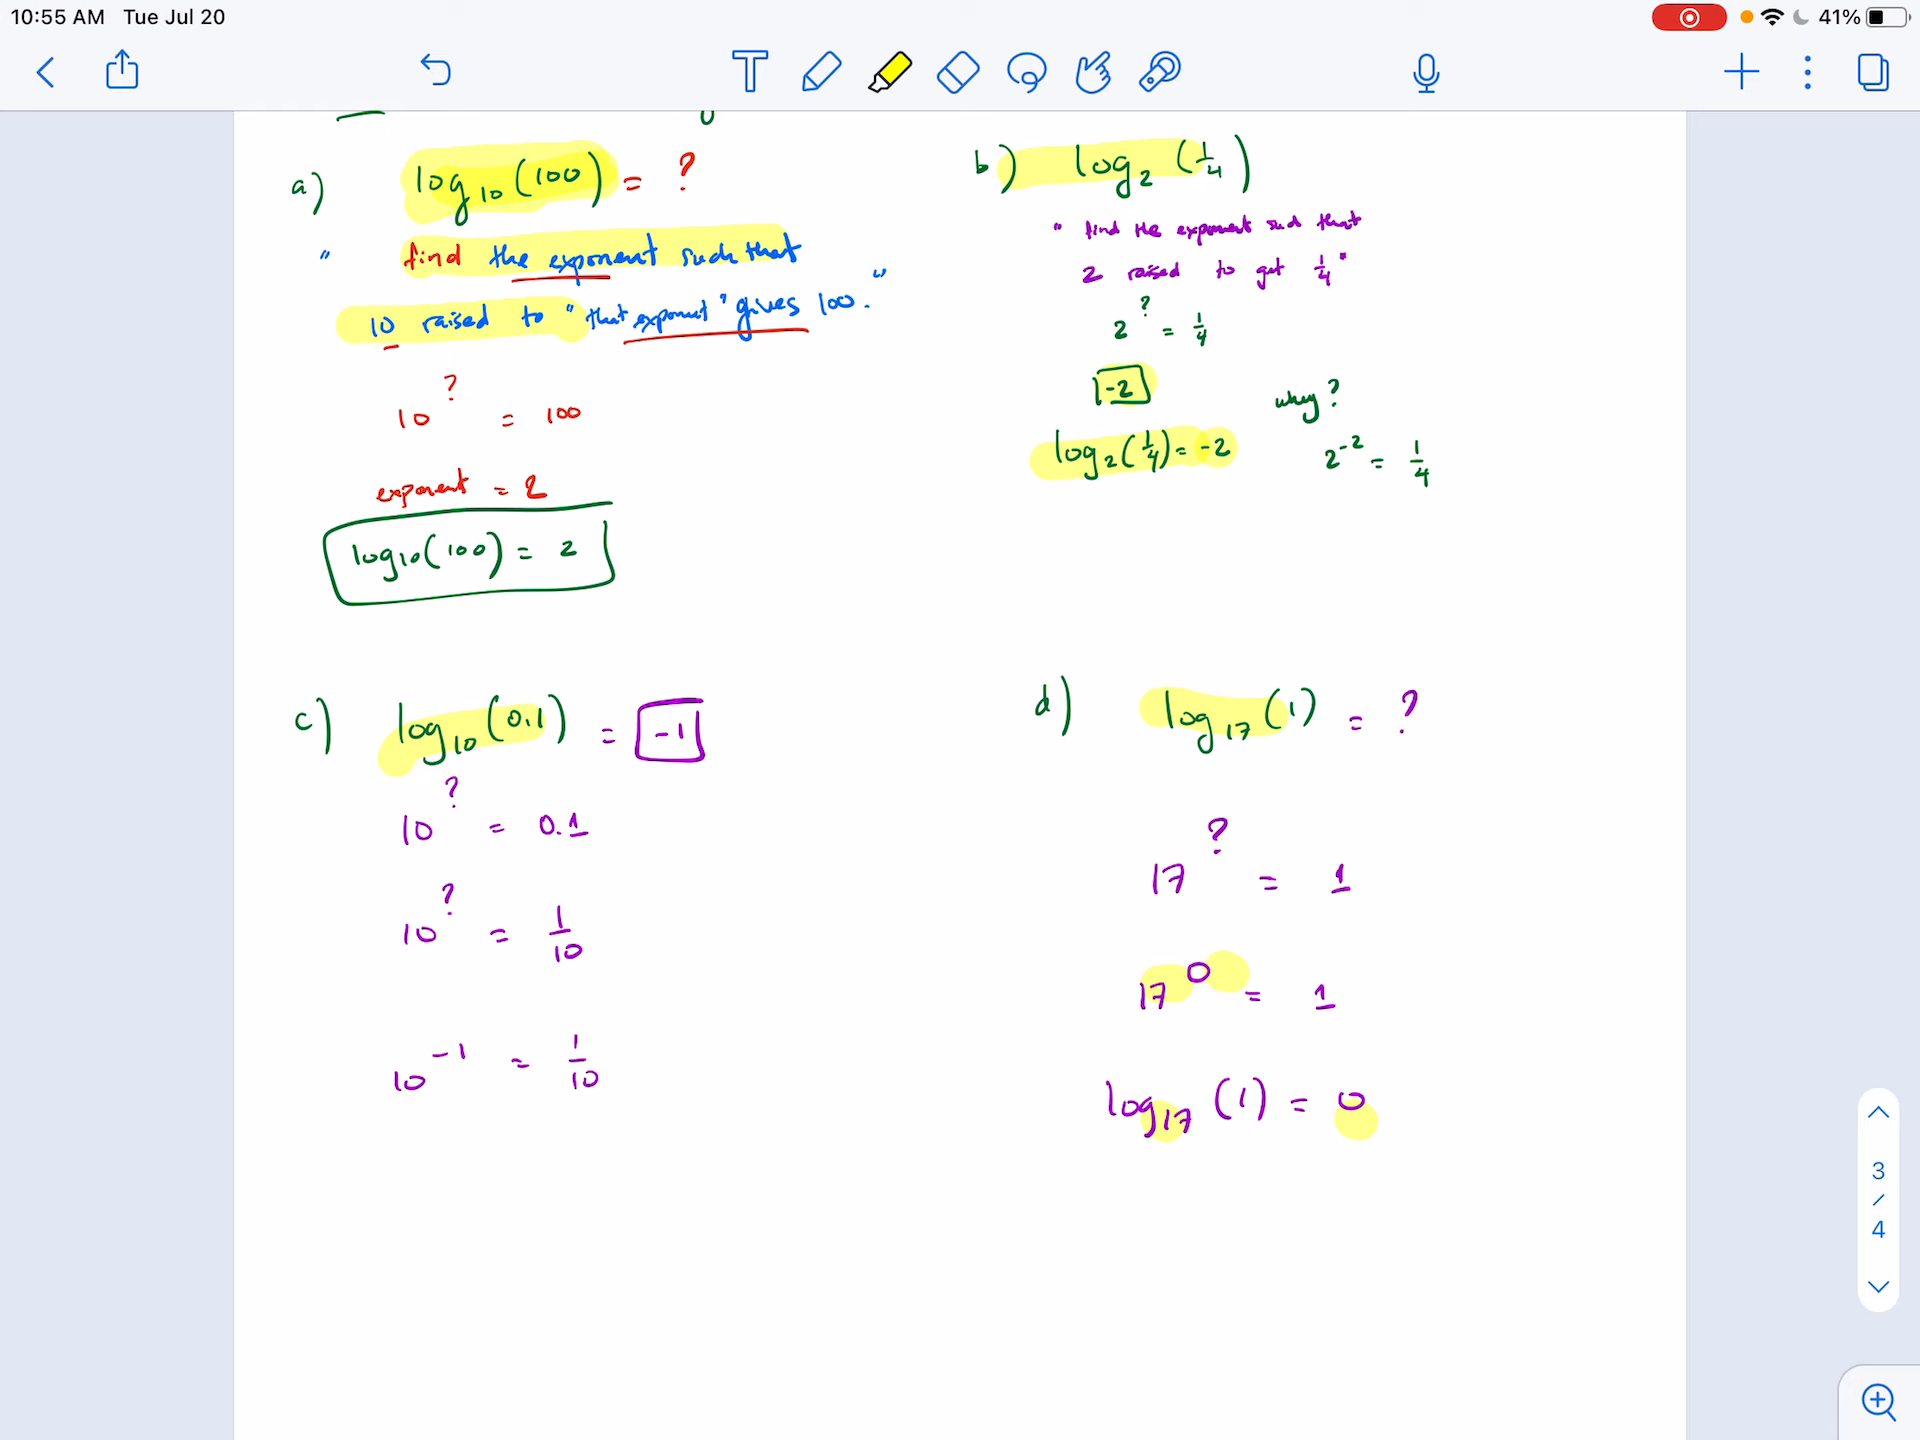 10:55 AM Tue Jul 20
41%
T
a) log₁₀(100) = ?
" find the exponent such that
10 raised to "that exponent" gives 100. "
10^? = 100
exponent = 2
log₁₀(100) = 2
b) log₂(1/4)
" find the exponent such that
2 raised to get 1/4 "
2^? = 1/4
-2
log₂(1/4) = -2
why?
2^-2 = 1/4
c) log₁₀(0.1) = -1
10^? = 0.1
10^? = 1/10
10^-1 = 1/10
d) log₁₇(1) = ?
17^? = 1
17^0 = 1
log₁₇(1) = 0
3
/
4